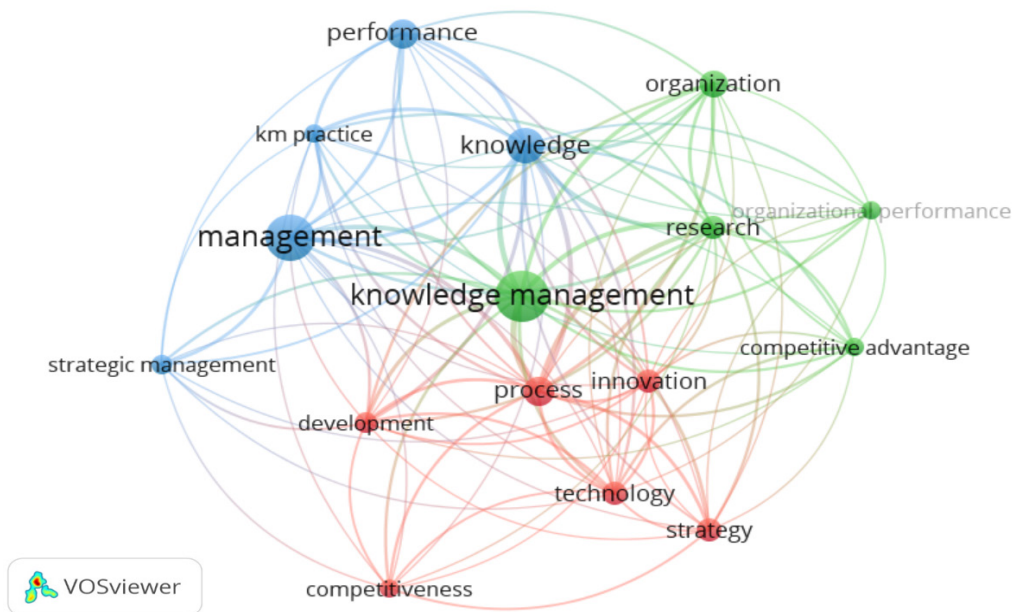 performance
organization
km practice
knowledge
organizational performance
research
management
knowledge management
competitive advantage
strategic management
innovation
process
development
technology
strategy
competitiveness
VOSviewer